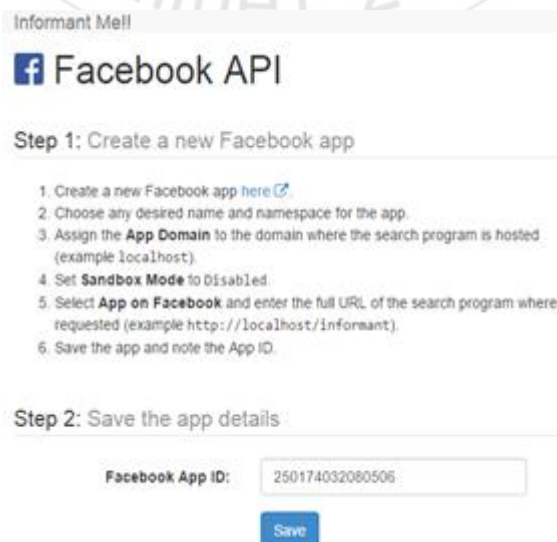 Informant Me!!
Facebook API
Step 1: Create a new Facebook app
1. Create a new Facebook app here
2. Choose any desired name and namespace for the app.
3. Assign the App Domain to the domain where the search program is hosted
(example localhost).
4. Set Sandbox Mode to Disabled.
5. Select App on Facebook and enter the full URL of the search program where
requested (example http://localhost/informant).
6. Save the app and note the App ID.
Step 2: Save the app details
Facebook App ID: 250174032080506
Save